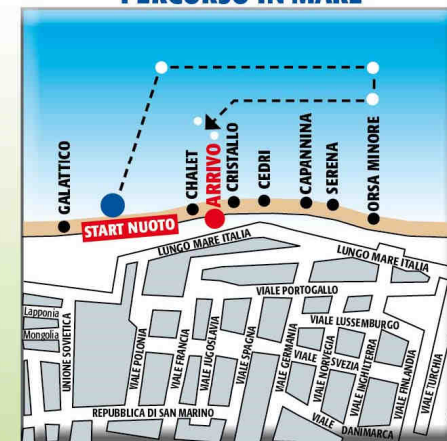 PERCORSO IN MARE
GALATTICO
START NUOTO
CHALET
ARRIVO
CRISTALLO
CEDRI
CAPANNINA
SERENA
ORSA MINORE
LUNGO MARE ITALIA
LUNGO MARE ITALIA
VIALE PORTOGALLO
Lapponia
Mongolia
UNIONE SOVIETICA
VIALE POLONIA
VIALE FRANCIA
VIALE JUGOSLAVIA
VIALE SPAGNA
VIALE GERMANIA
VIALE LUSSEMBURGO
VIALE SVEZIA
VIALE NORVEGIA
VIALE INGHILTERRA
VIALE FINLANDIA
VIALE TURCHIA
REPUBBLICA DI SAN MARINO
VIALE DANIMARCA